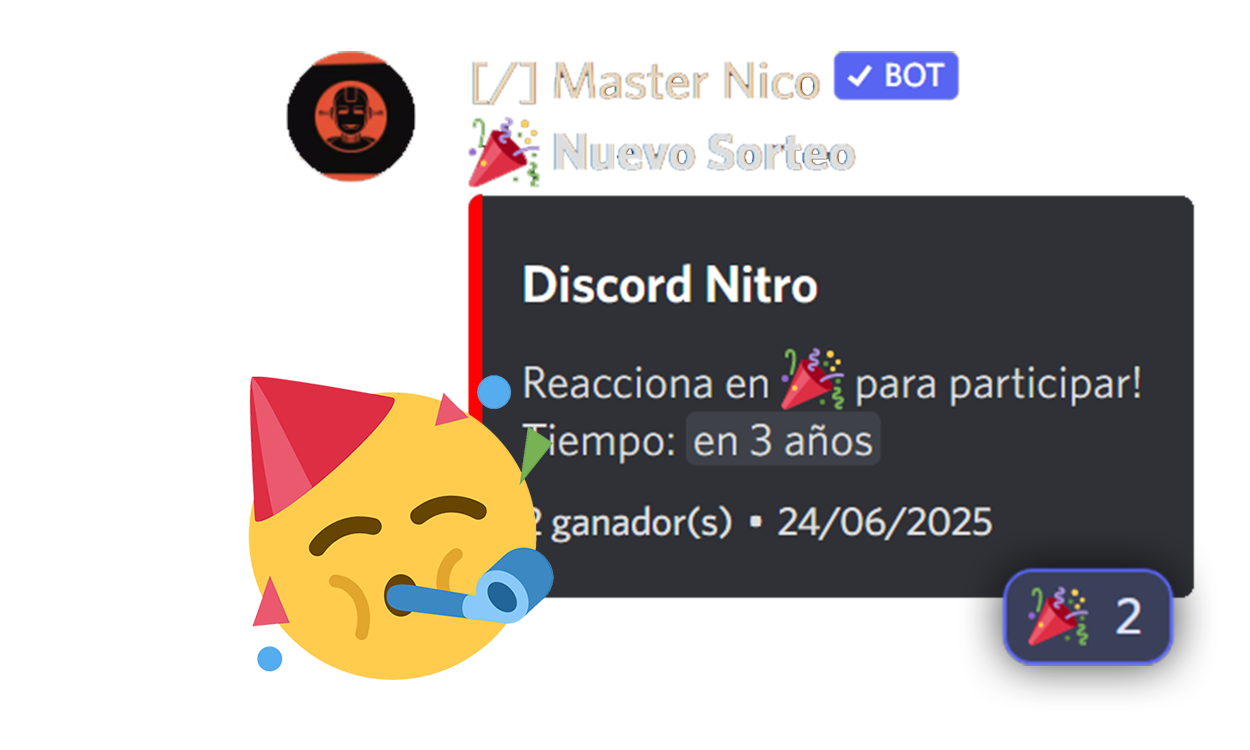 [/] Master Nico ✓ BOT
🎉 Nuevo Sorteo
Discord Nitro
Reacciona en 🎉 para participar!
Tiempo: en 3 años
2 ganador(s) ▪ 24/06/2025
🎉 2